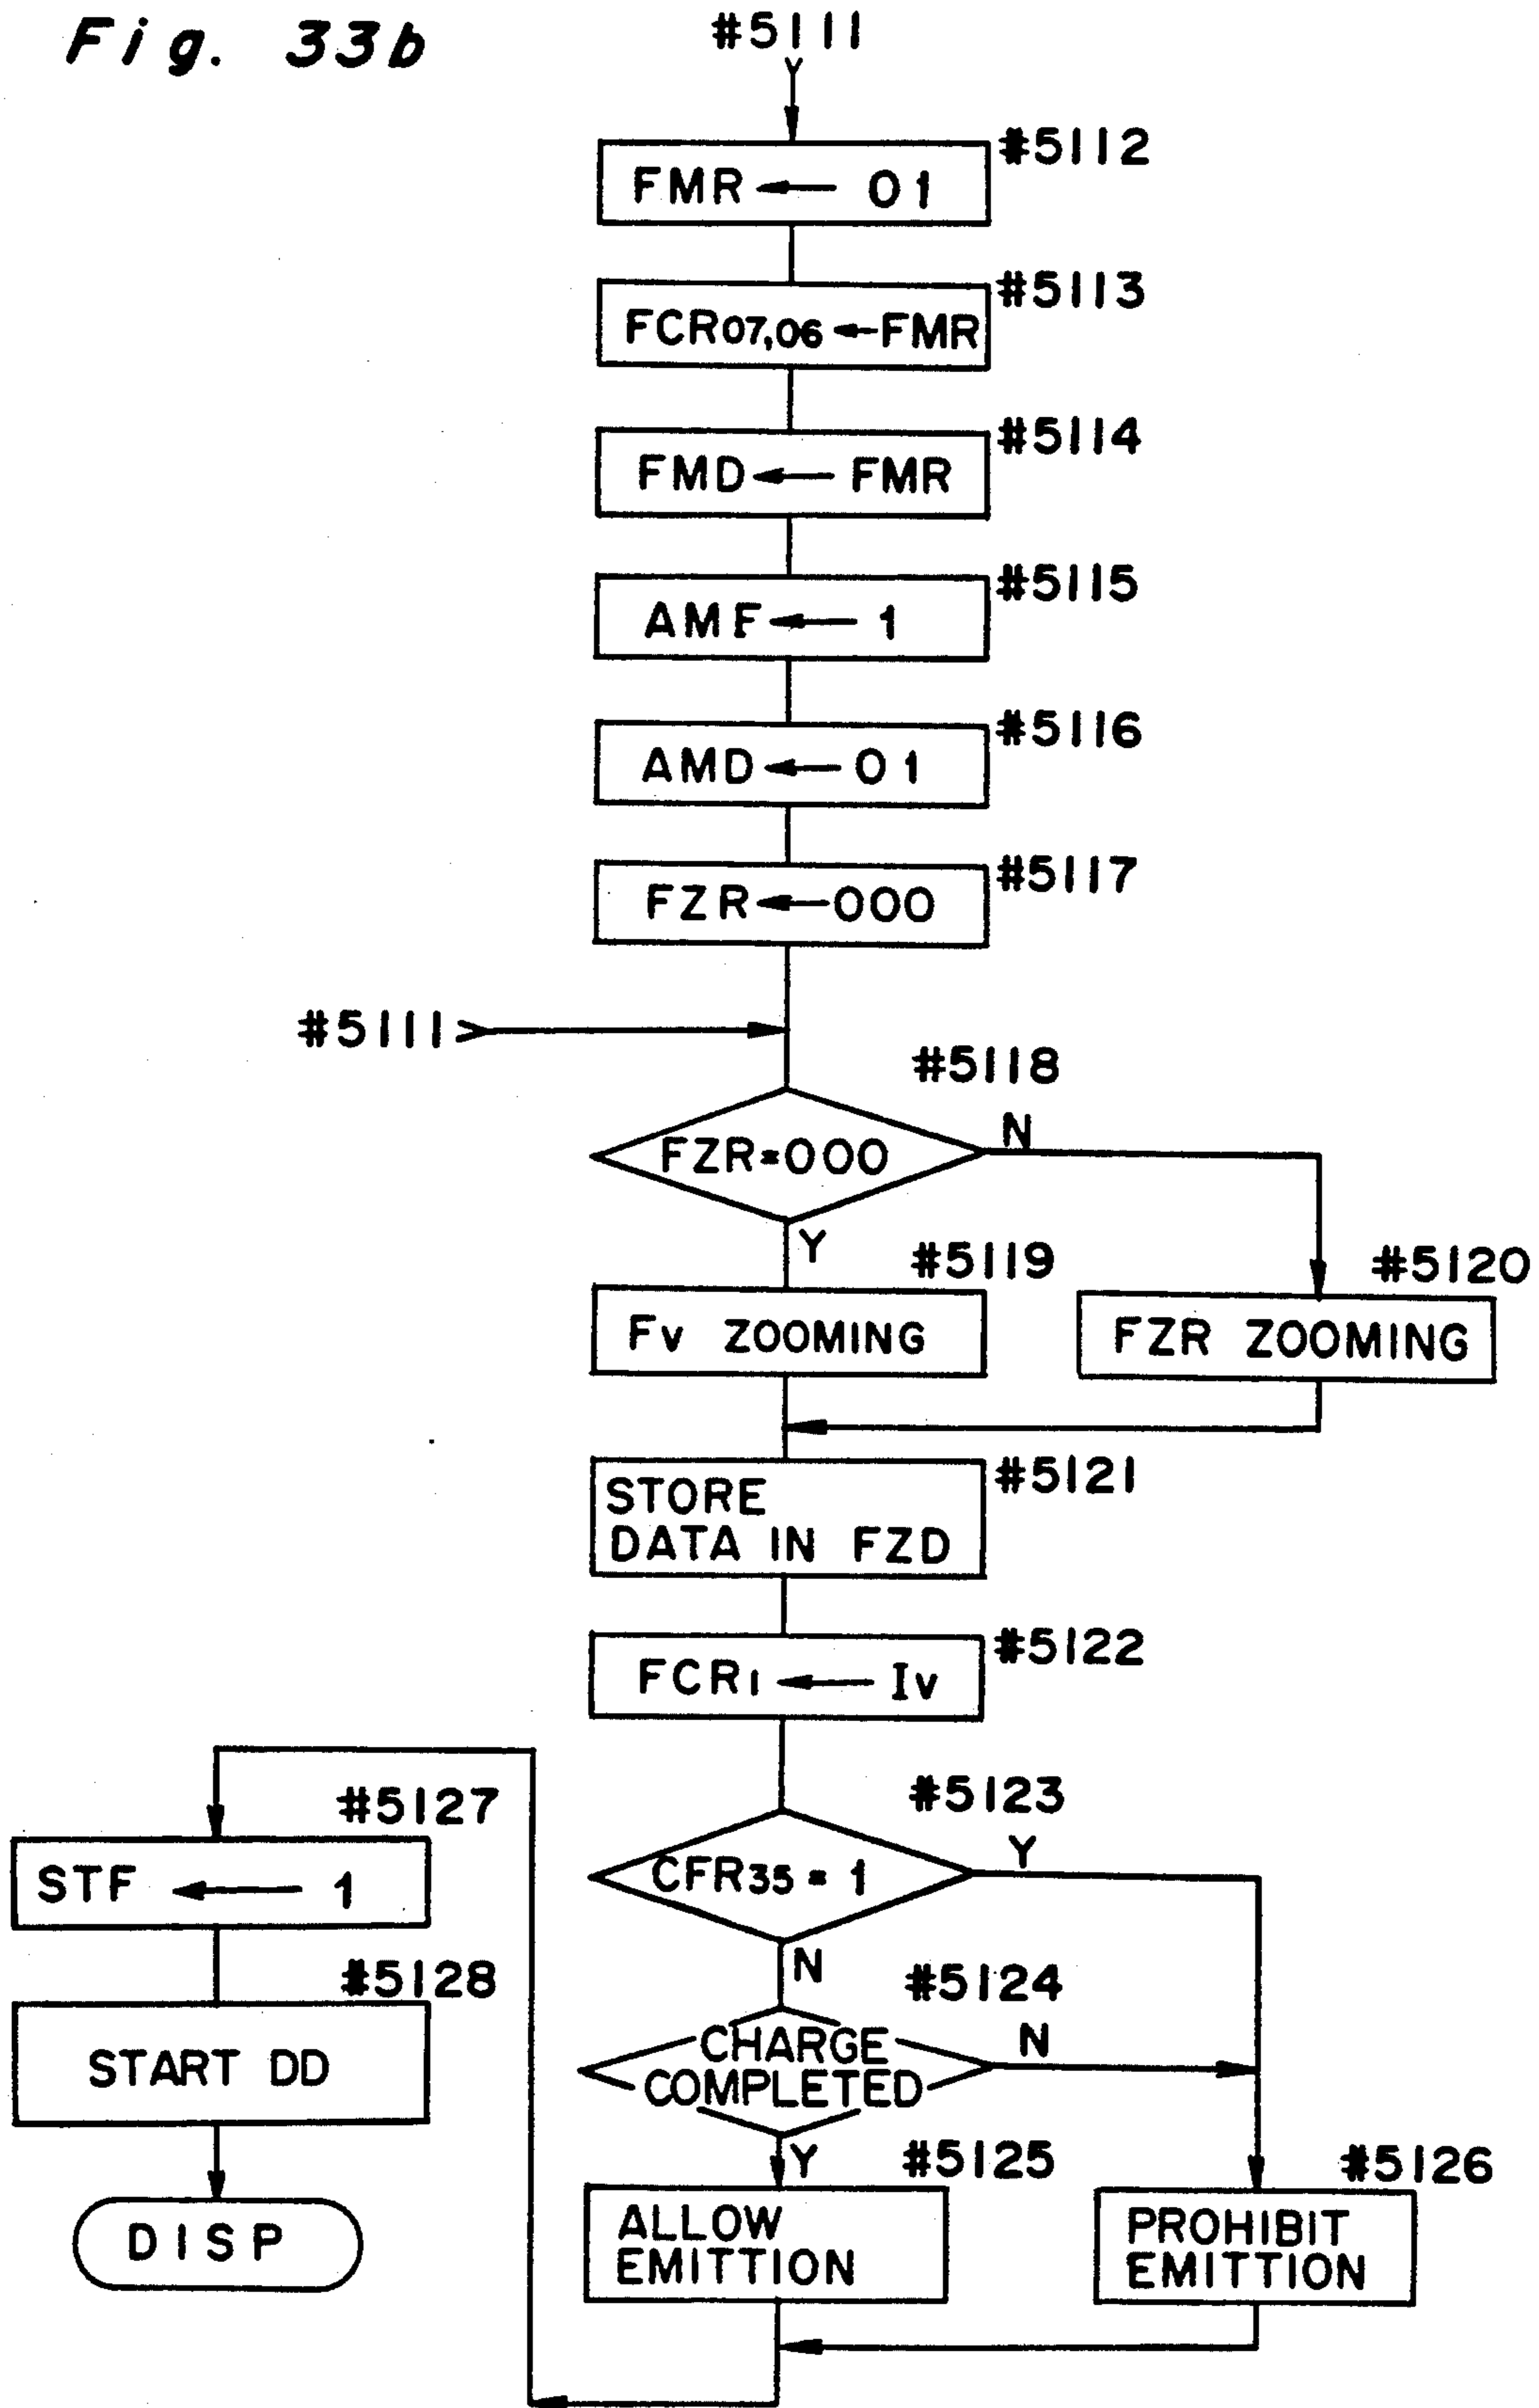 Fig. 33b
#5111
Y
#5112
FMR ← 01
#5113
FCR07,06 ← FMR
#5114
FMD ← FMR
#5115
AMF ← 1
#5116
AMD ← 01
#5117
FZR ← 000
#5111
#5118
FZR=000
N
Y
#5119
Fv ZOOMING
#5120
FZR ZOOMING
#5121
STORE
DATA IN FZD
#5122
FCR1 ← Iv
#5123
CFR35 = 1
Y
N
#5124
CHARGE
COMPLETED
N
Y
#5125
ALLOW
EMITTION
#5126
PROHIBIT
EMITTION
#5127
STF ← 1
#5128
START DD
DISP